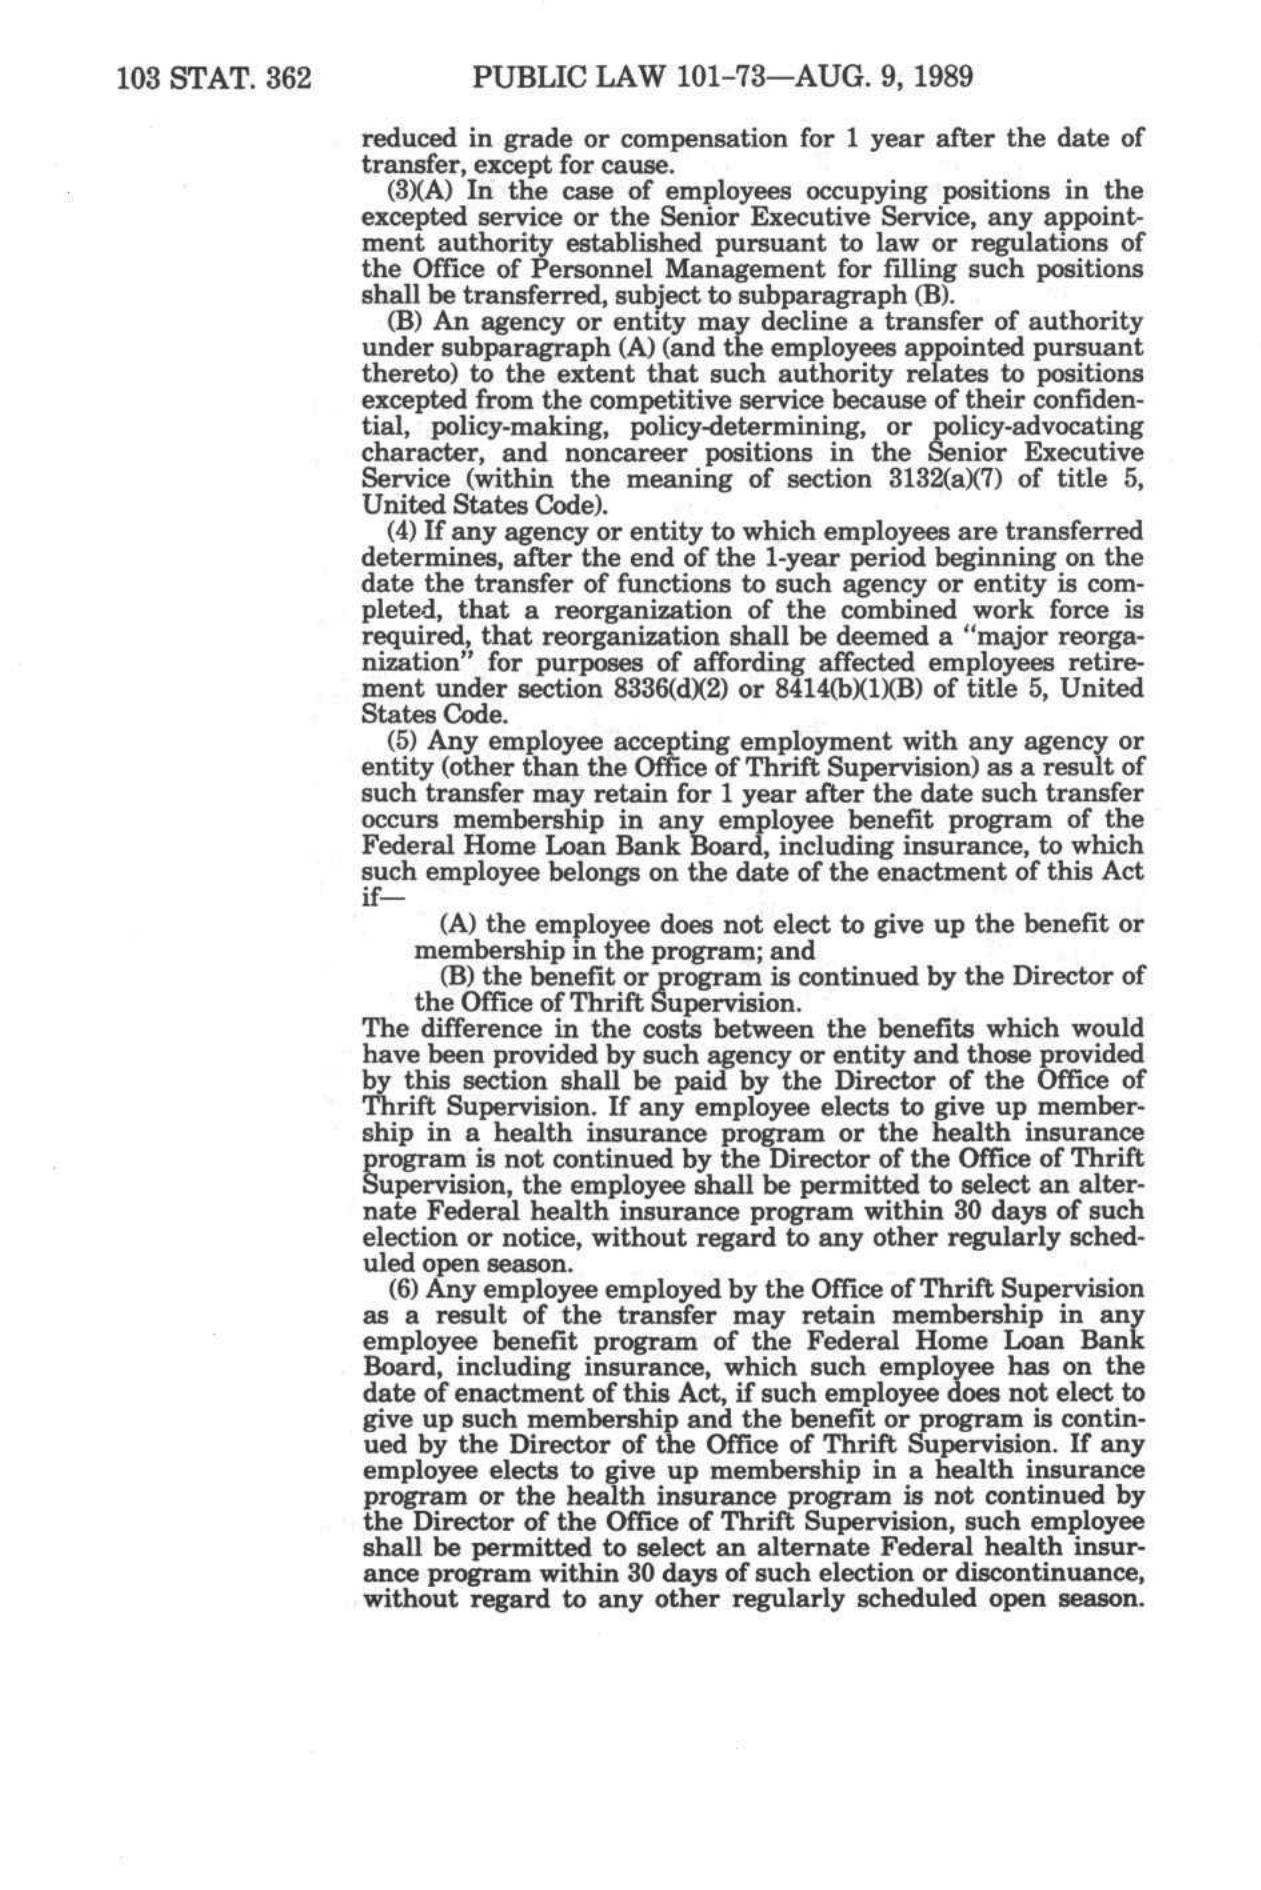 103 STAT. 362
PUBLIC LAW 101-73—AUG. 9, 1989
reduced in grade or compensation for 1 year after the date of
transfer, except for cause.
(3)(A) In the case of employees occupying positions in the
excepted service or the Senior Executive Service, any appoint-
ment authority established pursuant to law or regulations of
the Office of Personnel Management for filling such positions
shall be transferred, subject to subparagraph (B).
(B) An agency or entity may decline a transfer of authority
under subparagraph (A) (and the employees appointed pursuant
thereto) to the extent that such authority relates to positions
excepted from the competitive service because of their confiden-
tial, policy-making, policy-determining, or policy-advocating
character, and noncareer positions in the Senior Executive
Service (within the meaning of section 3132(a)(7) of title 5,
United States Code).
(4) If any agency or entity to which employees are transferred
determines, after the end of the 1-year period beginning on the
date the transfer of functions to such agency or entity is com-
pleted, that a reorganization of the combined work force is
required, that reorganization shall be deemed a “major reorga-
nization” for purposes of affording affected employees retire-
ment under section 8336(d)(2) or 8414(b)(1)(B) of title 5, United
States Code.
(5) Any employee accepting employment with any agency or
entity (other than the Office of Thrift Supervision) as a result of
such transfer may retain for 1 year after the date such transfer
occurs membership in any employee benefit program of the
Federal Home Loan Bank Board, including insurance, to which
such employee belongs on the date of the enactment of this Act
if—
(A) the employee does not elect to give up the benefit or
membership in the program; and
(B) the benefit or program is continued by the Director of
the Office of Thrift Supervision.
The difference in the costs between the benefits which would
have been provided by such agency or entity and those provided
by this section shall be paid by the Director of the Office of
Thrift Supervision. If any employee elects to give up member-
ship in a health insurance program or the health insurance
program is not continued by the Director of the Office of Thrift
Supervision, the employee shall be permitted to select an alter-
nate Federal health insurance program within 30 days of such
election or notice, without regard to any other regularly sched-
uled open season.
(6) Any employee employed by the Office of Thrift Supervision
as a result of the transfer may retain membership in any
employee benefit program of the Federal Home Loan Bank
Board, including insurance, which such employee has on the
date of enactment of this Act, if such employee does not elect to
give up such membership and the benefit or program is contin-
ued by the Director of the Office of Thrift Supervision. If any
employee elects to give up membership in a health insurance
program or the health insurance program is not continued by
the Director of the Office of Thrift Supervision, such employee
shall be permitted to select an alternate Federal health insur-
ance program within 30 days of such election or discontinuance,
without regard to any other regularly scheduled open season.